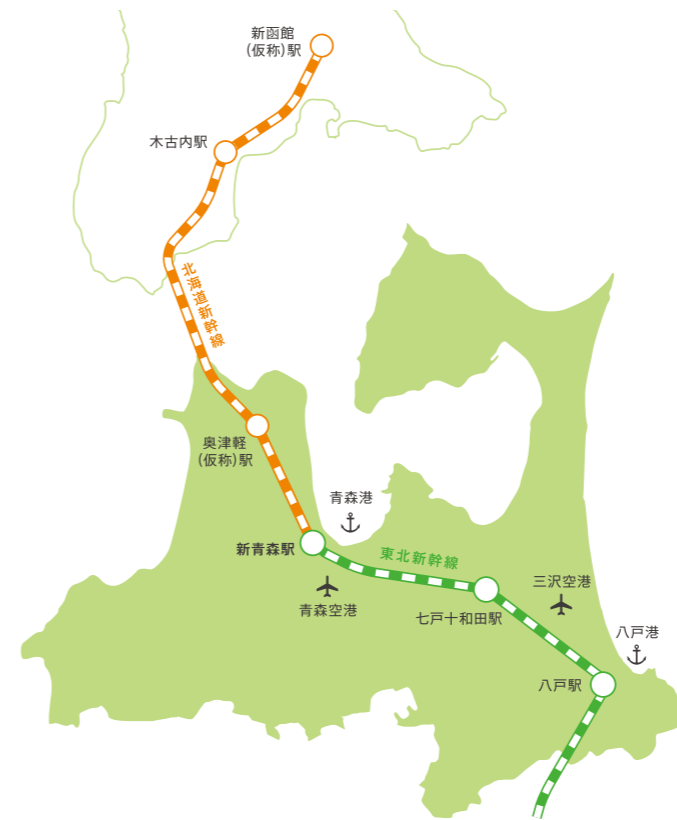 新函館
(仮称)駅
木古内駅
北海道新幹線
奥津軽
(仮称)駅
青森港
新青森駅
東北新幹線
三沢空港
青森空港
七戸十和田駅
八戸港
八戸駅